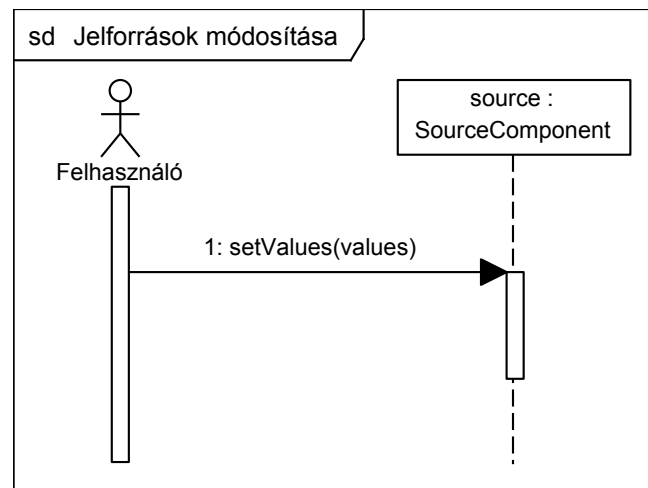 sd Jelforrások módosítása
source :
SourceComponent
Felhasználó
1: setValues(values)